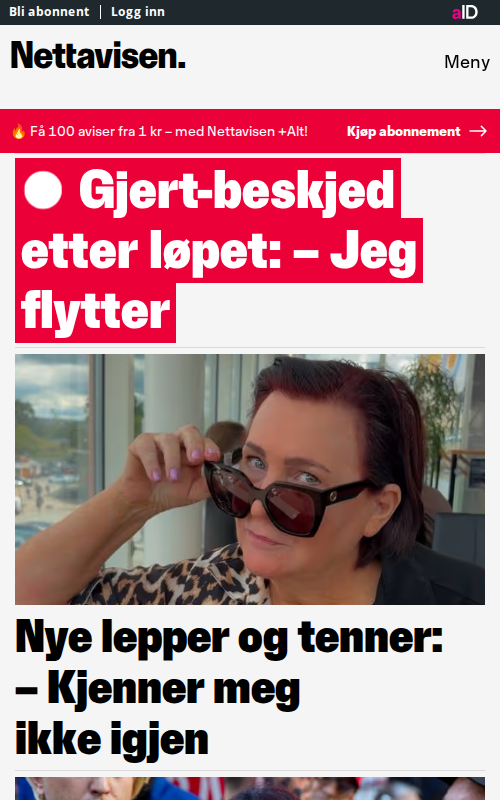 Bli abonnent | Logg inn
aID
Nettavisen.
Meny
🔥 Få 100 aviser fra 1 kr – med Nettavisen +Alt!
Kjøp abonnement →
Gjert-beskjed
etter løpet: – Jeg
flytter
Nye lepper og tenner:
– Kjenner meg
ikke igjen